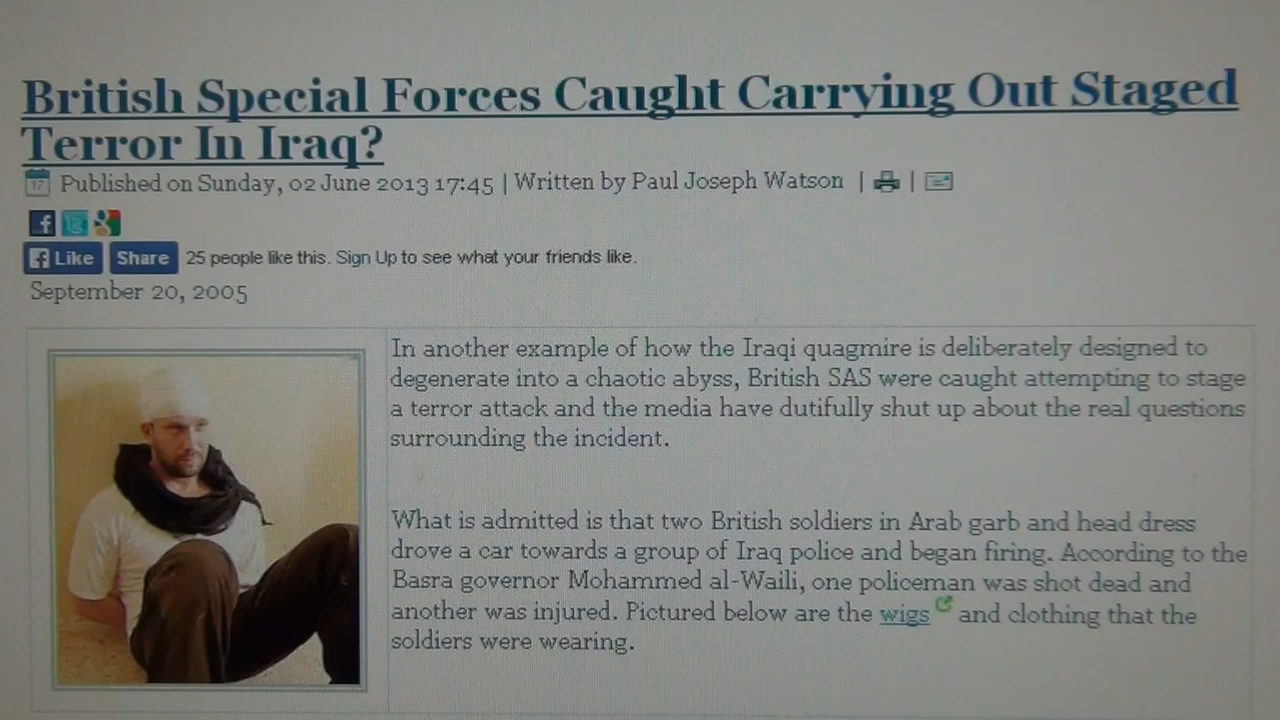 British Special Forces Caught Carrying Out Staged
Terror In Iraq?
17 Published on Sunday, 02 June 2013 17:45 | Written by Paul Joseph Watson | |
f t g
f Like Share 25 people like this. Sign Up to see what your friends like.
September 20, 2005
In another example of how the Iraqi quagmire is deliberately designed to
degenerate into a chaotic abyss, British SAS were caught attempting to stage
a terror attack and the media have dutifully shut up about the real questions
surrounding the incident.
What is admitted is that two British soldiers in Arab garb and head dress
drove a car towards a group of Iraq police and began firing. According to the
Basra governor Mohammed al-Waili, one policeman was shot dead and
another was injured. Pictured below are the wigs and clothing that the
soldiers were wearing.